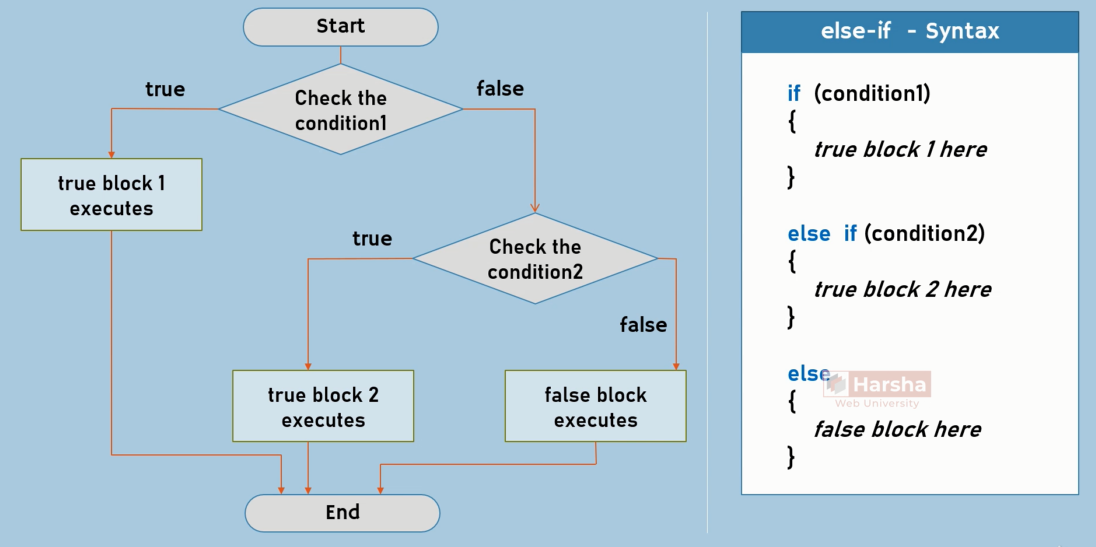 Start
true
false
Check the
condition1
true block 1
executes
true
Check the
condition2
false
true block 2
executes
false block
executes
End
else-if - Syntax
if (condition1)
{
true block 1 here
}
else if (condition2)
{
true block 2 here
}
else
{
false block here
}
Harsha
Web University